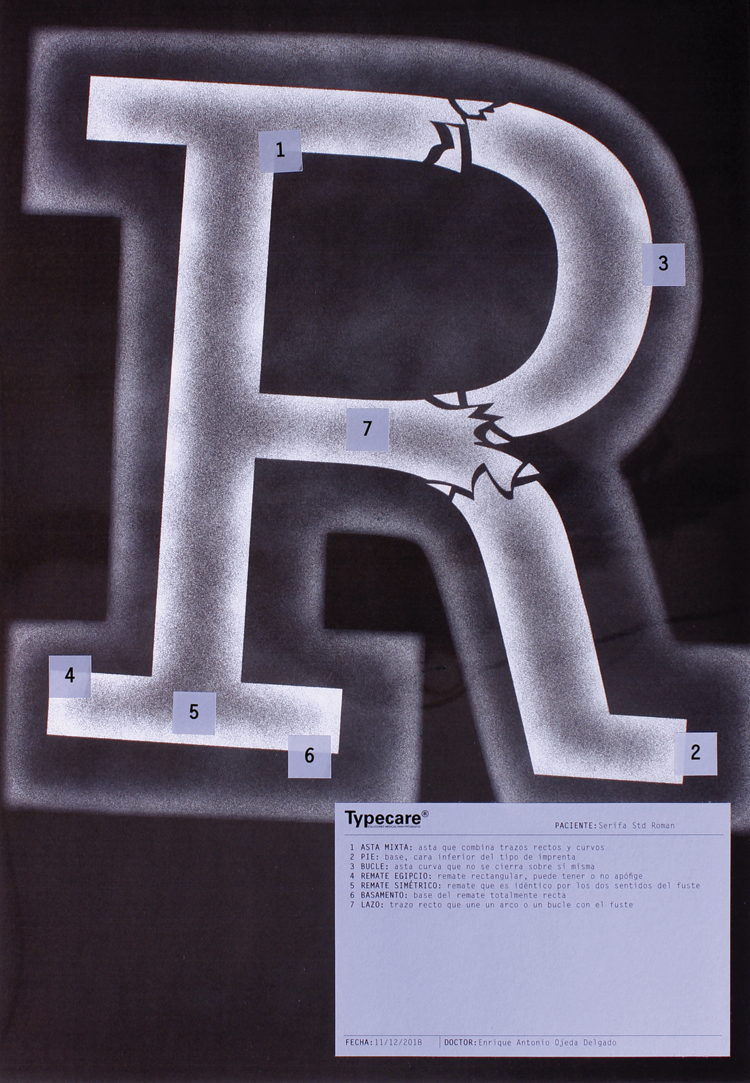 R
1
3
7
4
5
6
2
Typecare®
PACIENTE:Serifa Std Roman
1 ASTA MIXTA: asta que combina trazos rectos y curvos
2 PIE: base, cara inferior del tipo de imprenta
3 BUCLE: asta curva que no se cierra sobre sí misma
4 REMATE EGIPCIO: remate rectangular, puede tener o no apófige
5 REMATE SIMÉTRICO: remate que es idéntico por los dos sentidos del fuste
6 BASAMENTO: base del remate totalmente recta
7 LAZO: trazo recto que une un arco o un bucle con el fuste
FECHA:11/12/2018 DOCTOR:Enrique Antonio Ojeda Delgado